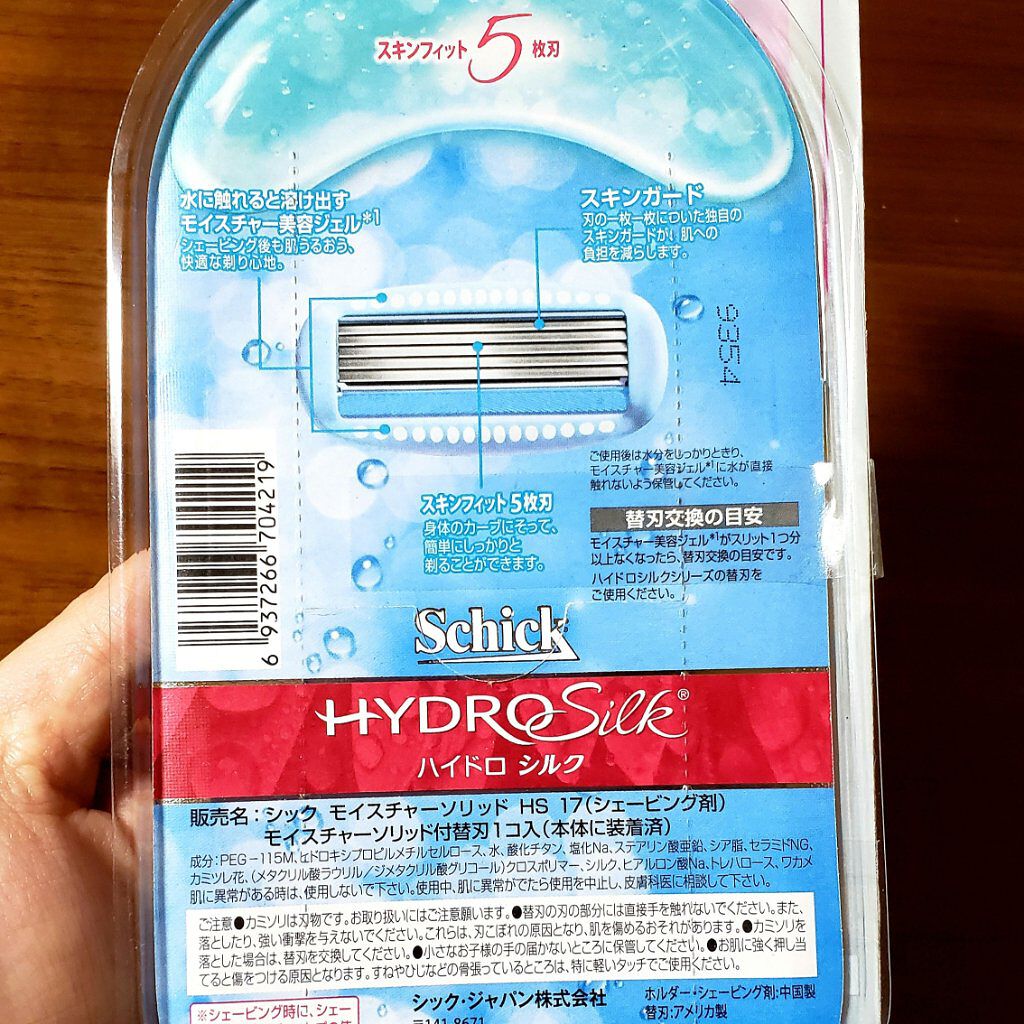 スキンフィット5枚刃
水に触れると溶け出す
モイスチャー美容ジェル*1
シェービング後も肌うるおう、
快適な剃り心地。
スキンガード
刃の一枚一枚についた独自の
スキンガードが、肌への
負担を減らします。
9354
スキンフィット5枚刃
身体のカーブにそって、
簡単にしっかりと
剃ることができます。
ご使用後は水分をしっかりときり、
モイスチャー美容ジェル*1に水が直接
触れないよう保管してください。
替刃交換の目安
モイスチャー美容ジェル*1がスリット1つ分
以上なくなったら、替刃交換の目安です。
ハイドロシルクシリーズの替刃を
ご使用ください。
6 937266 704219
Schick
HYDRO Silk®
ハイドロ シルク
販売名：シック モイスチャーソリッド HS 17（シェービング剤）
モイスチャーソリッド付替刃1コ入（本体に装着済）
成分：PEG-115M、ヒドロキシプロピルメチルセルロース、水、酸化チタン、塩化Na、ステアリン酸亜鉛、シア脂、セラミドNG、
カミツレ花、（メタクリル酸ラウリル／ジメタクリル酸グリコール）クロスポリマー、シルク、ヒアルロン酸Na、トレハロース、ワカメ
肌に異常がある時は、使用しないで下さい。使用中、肌に異常がでたら使用を中止し、皮膚科医に相談して下さい。
ご注意●カミソリは刃物です。お取り扱いにはご注意願います。●替刃の刃の部分には直接手を触れないでください。また、
落としたり、強い衝撃を与えないでください。これらは、刃こぼれの原因となり、肌を傷めるおそれがあります。●カミソリを
落とした場合は、替刃を交換してください。●小さなお子様の手の届かないところに保管してください。●お肌に強く押し当
てると傷をつける原因となります。すねやひじなどの骨張っているところは、特に軽いタッチでご使用ください。
※シェービング時に、シェー
シック・ジャパン株式会社
〒141-8671
ホルダー・シェービング剤：中国製
替刃：アメリカ製